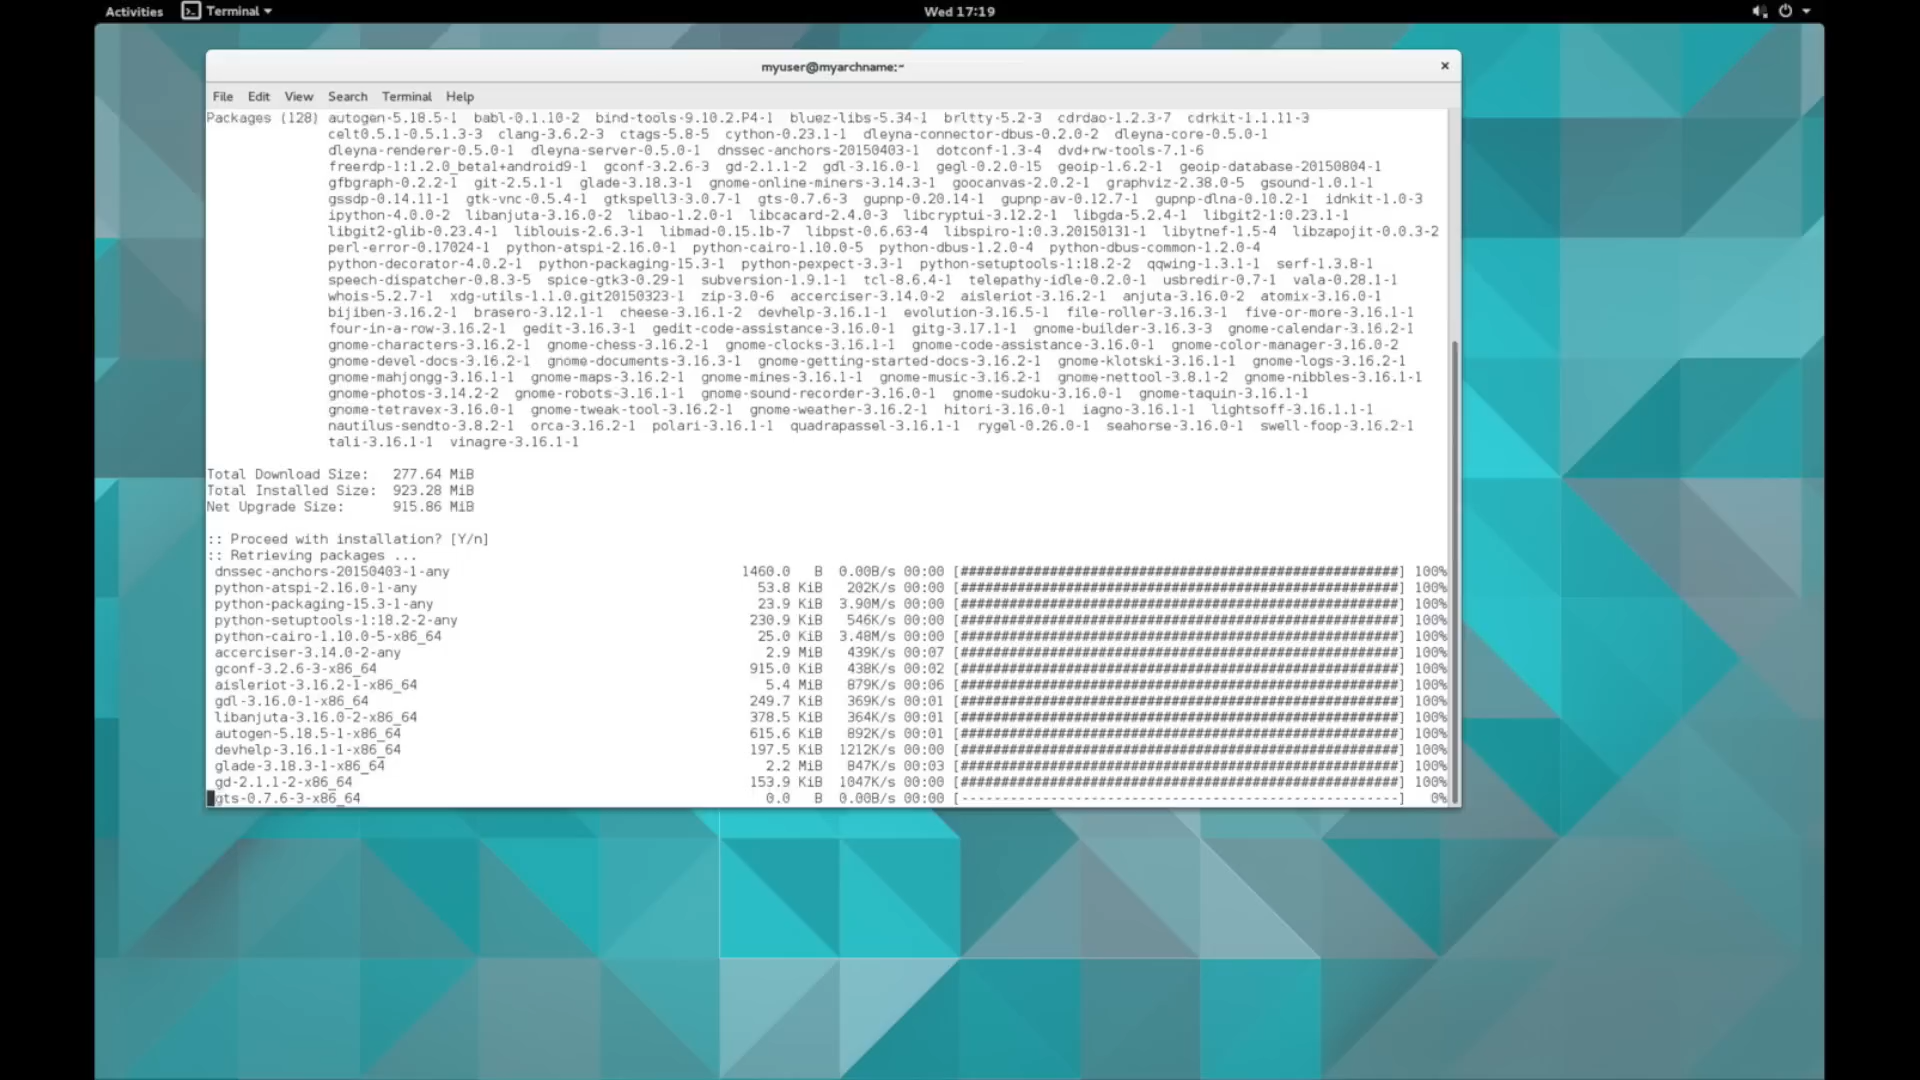 Activities Terminal Wed 17:19
myuser@myarchname:~
File Edit View Search Terminal Help
Packages (128) autogen-5.18.5-1 babl-0.1.10-2 bind-tools-9.10.2.P4-1 bluez-libs-5.34-1 brltty-5.2-3 cdrdao-1.2.3-7 cdrkit-1.1.11-3
celt0.5.1-0.5.1.3-3 clang-3.6.2-3 ctags-5.8-5 cython-0.23.1-1 dleyna-connector-dbus-0.2.0-2 dleyna-core-0.5.0-1
dleyna-renderer-0.5.0-1 dleyna-server-0.5.0-1 dnssec-anchors-20150403-1 dotconf-1.3-4 dvd+rw-tools-7.1-6
freerdp-1:1.2.0_beta1+android9-1 gconf-3.2.6-3 gd-2.1.1-2 gdl-3.16.0-1 gegl-0.2.0-15 geoip-1.6.2-1 geoip-database-20150804-1
gfbgraph-0.2.2-1 git-2.5.1-1 glade-3.18.3-1 gnome-online-miners-3.14.3-1 goocanvas-2.0.2-1 graphviz-2.38.0-5 gsound-1.0.1-1
gssdp-0.14.11-1 gtk-vnc-0.5.4-1 gtkspell3-3.0.7-1 gts-0.7.6-3 gupnp-0.20.14-1 gupnp-av-0.12.7-1 gupnp-dlna-0.10.2-1 idnkit-1.0-3
ipython-4.0.0-2 libanjuta-3.16.0-2 libao-1.2.0-1 libcacard-2.4.0-3 libcryptui-3.12.2-1 libgda-5.2.4-1 libgit2-1:0.23.1-1
libgit2-glib-0.23.4-1 liblouis-2.6.3-1 libmad-0.15.1b-7 libpst-0.6.63-4 libspiro-1:0.3.20150131-1 libytnef-1.5-4 libzapojit-0.0.3-2
perl-error-0.17024-1 python-atspi-2.16.0-1 python-cairo-1.10.0-5 python-dbus-1.2.0-4 python-dbus-common-1.2.0-4
python-decorator-4.0.2-1 python-packaging-15.3-1 python-pexpect-3.3-1 python-setuptools-1:18.2-2 qqwing-1.3.1-1 serf-1.3.8-1
speech-dispatcher-0.8.3-5 spice-gtk3-0.29-1 subversion-1.9.1-1 tcl-8.6.4-1 telepathy-idle-0.2.0-1 usbredir-0.7-1 vala-0.28.1-1
whois-5.2.7-1 xdg-utils-1.1.0.git20150323-1 zip-3.0-6 accerciser-3.14.0-2 aisleriot-3.16.2-1 anjuta-3.16.0-2 atomix-3.16.0-1
bijiben-3.16.2-1 brasero-3.12.1-1 cheese-3.16.1-2 devhelp-3.16.1-1 evolution-3.16.5-1 file-roller-3.16.3-1 five-or-more-3.16.1-1
four-in-a-row-3.16.2-1 gedit-3.16.3-1 gedit-code-assistance-3.16.0-1 gitg-3.17.1-1 gnome-builder-3.16.3-3 gnome-calendar-3.16.2-1
gnome-characters-3.16.2-1 gnome-chess-3.16.2-1 gnome-clocks-3.16.1-1 gnome-code-assistance-3.16.0-1 gnome-color-manager-3.16.0-2
gnome-devel-docs-3.16.2-1 gnome-documents-3.16.3-1 gnome-getting-started-docs-3.16.2-1 gnome-klotski-3.16.1-1 gnome-logs-3.16.2-1
gnome-mahjongg-3.16.1-1 gnome-maps-3.16.2-1 gnome-mines-3.16.1-1 gnome-music-3.16.2-1 gnome-nettool-3.8.1-2 gnome-nibbles-3.16.1-1
gnome-photos-3.14.2-2 gnome-robots-3.16.1-1 gnome-sound-recorder-3.16.0-1 gnome-sudoku-3.16.0-1 gnome-taquin-3.16.1-1
gnome-tetravex-3.16.0-1 gnome-tweak-tool-3.16.2-1 gnome-weather-3.16.2-1 hitori-3.16.0-1 iagno-3.16.1-1 lightsoff-3.16.1.1-1
nautilus-sendto-3.8.2-1 orca-3.16.2-1 polari-3.16.1-1 quadrapassel-3.16.1-1 rygel-0.26.0-1 seahorse-3.16.0-1 swell-foop-3.16.2-1
tali-3.16.1-1 vinagre-3.16.1-1
Total Download Size: 277.64 MiB
Total Installed Size: 923.28 MiB
Net Upgrade Size: 915.86 MiB
:: Proceed with installation? [Y/n]
:: Retrieving packages ...
dnssec-anchors-20150403-1-any 1460.0 B 0.00B/s 00:00 [######################################################] 100%
python-atspi-2.16.0-1-any 53.8 KiB 202K/s 00:00 [######################################################] 100%
python-packaging-15.3-1-any 23.9 KiB 3.90M/s 00:00 [######################################################] 100%
python-setuptools-1:18.2-2-any 230.9 KiB 546K/s 00:00 [######################################################] 100%
python-cairo-1.10.0-5-x86_64 25.0 KiB 3.48M/s 00:00 [######################################################] 100%
accerciser-3.14.0-2-any 2.9 MiB 439K/s 00:07 [######################################################] 100%
gconf-3.2.6-3-x86_64 915.0 KiB 438K/s 00:02 [######################################################] 100%
aisleriot-3.16.2-1-x86_64 5.4 MiB 879K/s 00:06 [######################################################] 100%
gdl-3.16.0-1-x86_64 249.7 KiB 369K/s 00:01 [######################################################] 100%
libanjuta-3.16.0-2-x86_64 378.5 KiB 364K/s 00:01 [######################################################] 100%
autogen-5.18.5-1-x86_64 615.6 KiB 892K/s 00:01 [######################################################] 100%
devhelp-3.16.1-1-x86_64 197.5 KiB 1212K/s 00:00 [######################################################] 100%
glade-3.18.3-1-x86_64 2.2 MiB 847K/s 00:03 [######################################################] 100%
gd-2.1.1-2-x86_64 153.9 KiB 1047K/s 00:00 [######################################################] 100%
gts-0.7.6-3-x86_64 0.0 B 0.00B/s 00:00 [------------------------------------------------------] 0%